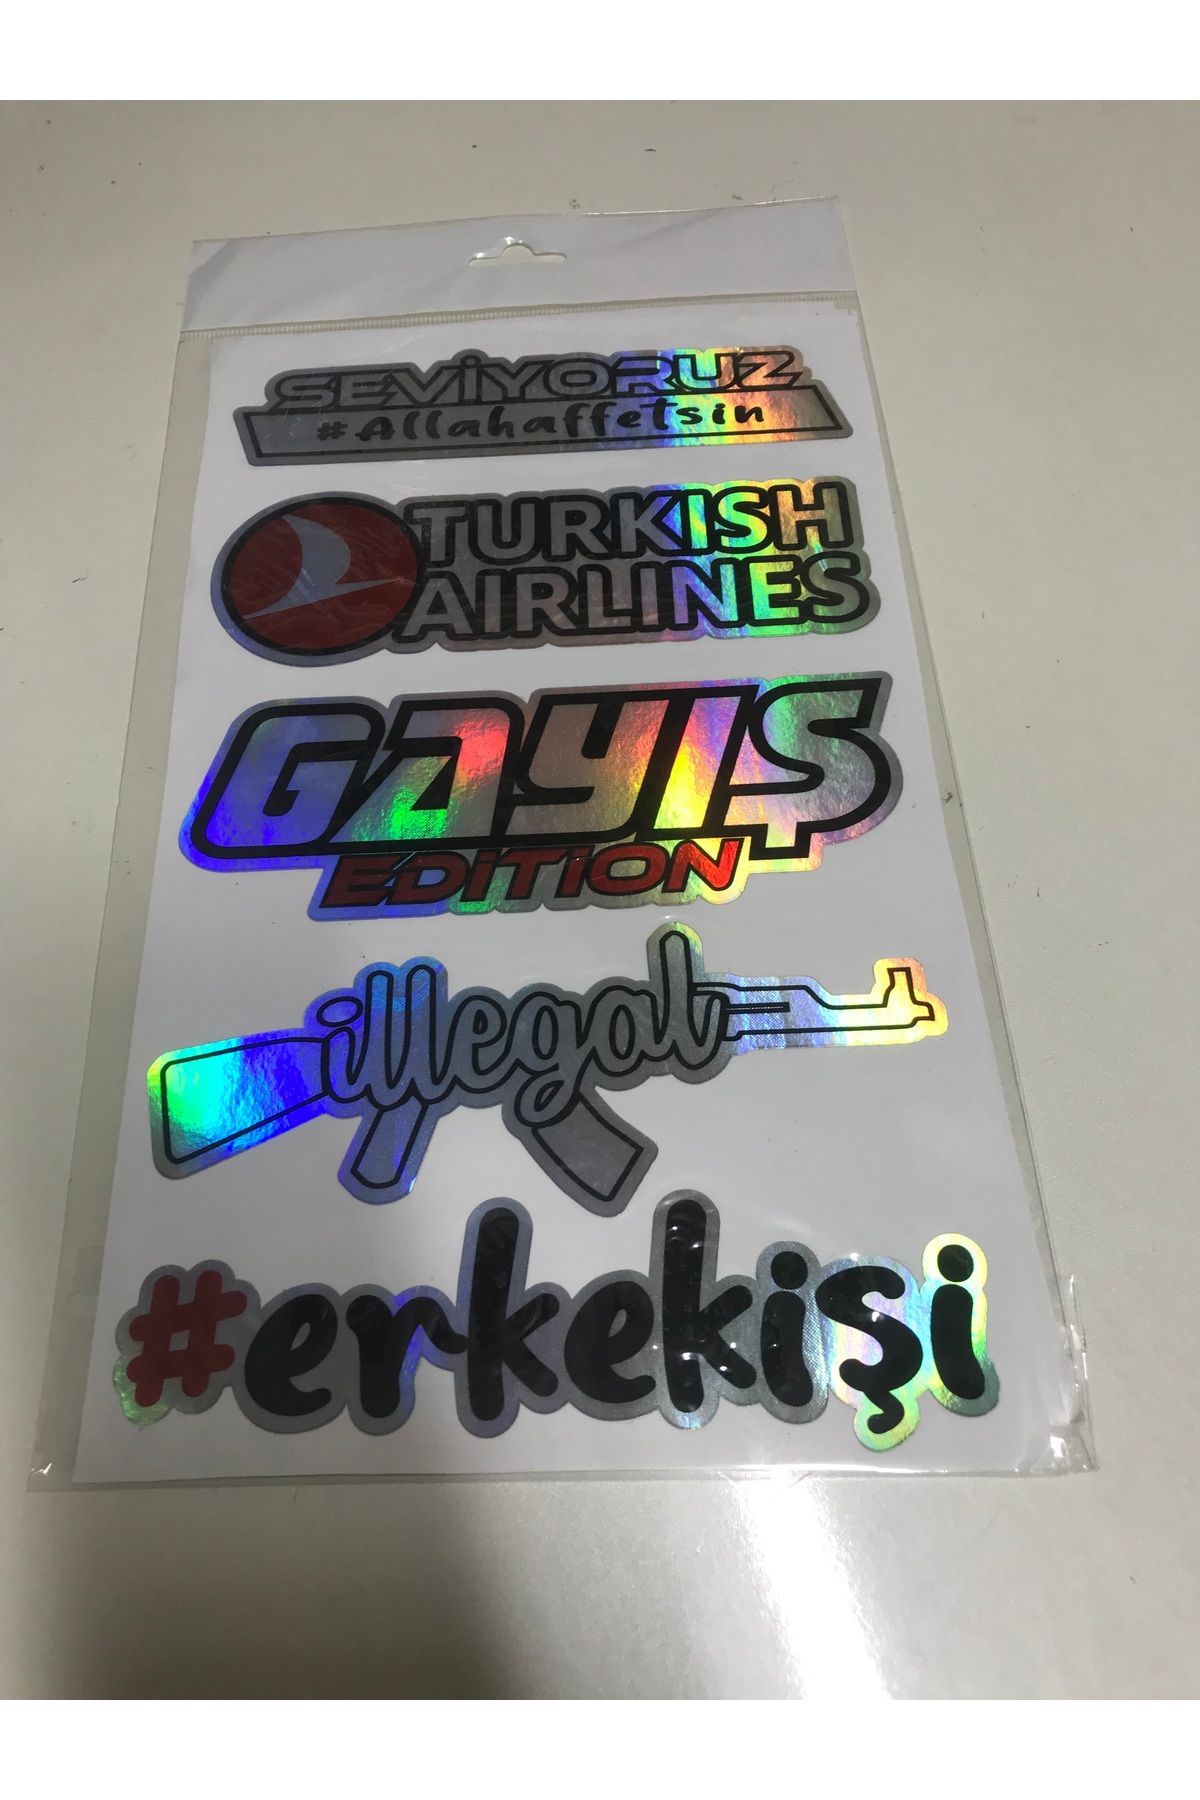 SEVİYORUZ
#Allahaffetsin
TURKISH
AIRLINES
GAYIŞ
EDİTİON
illegal
#erkekişi